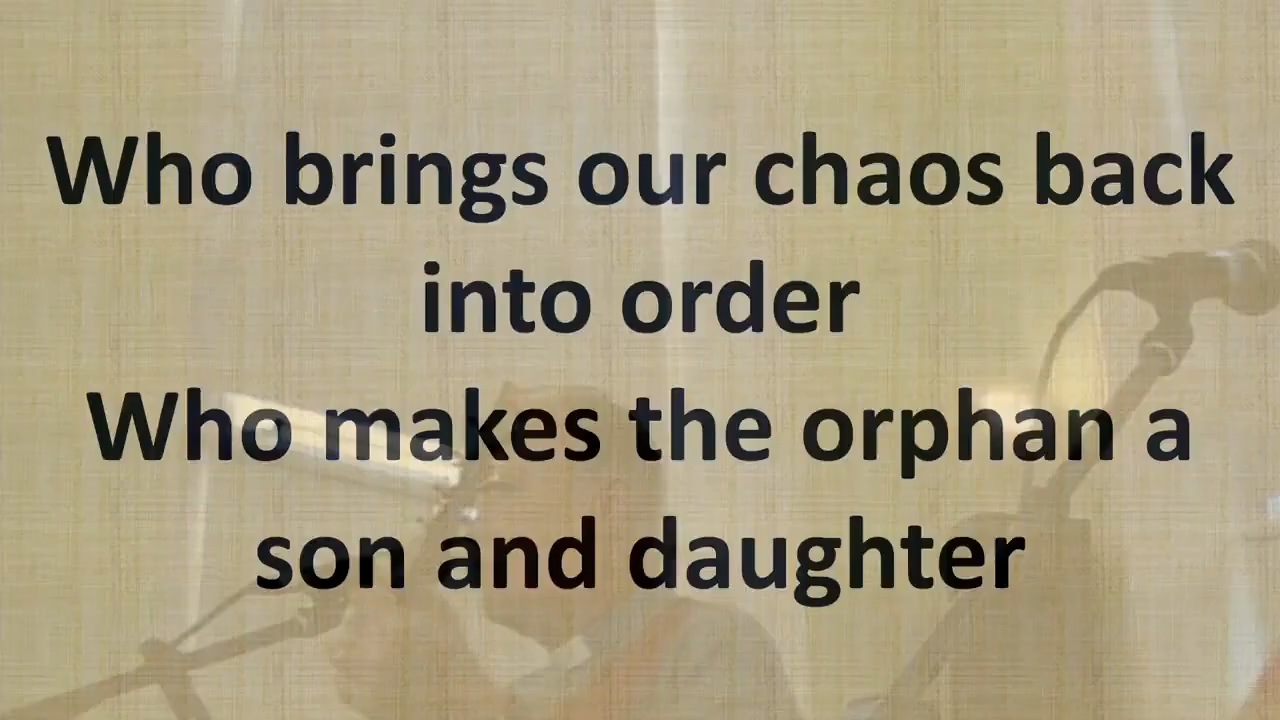 Who brings our chaos back
into order
Who makes the orphan a
son and daughter